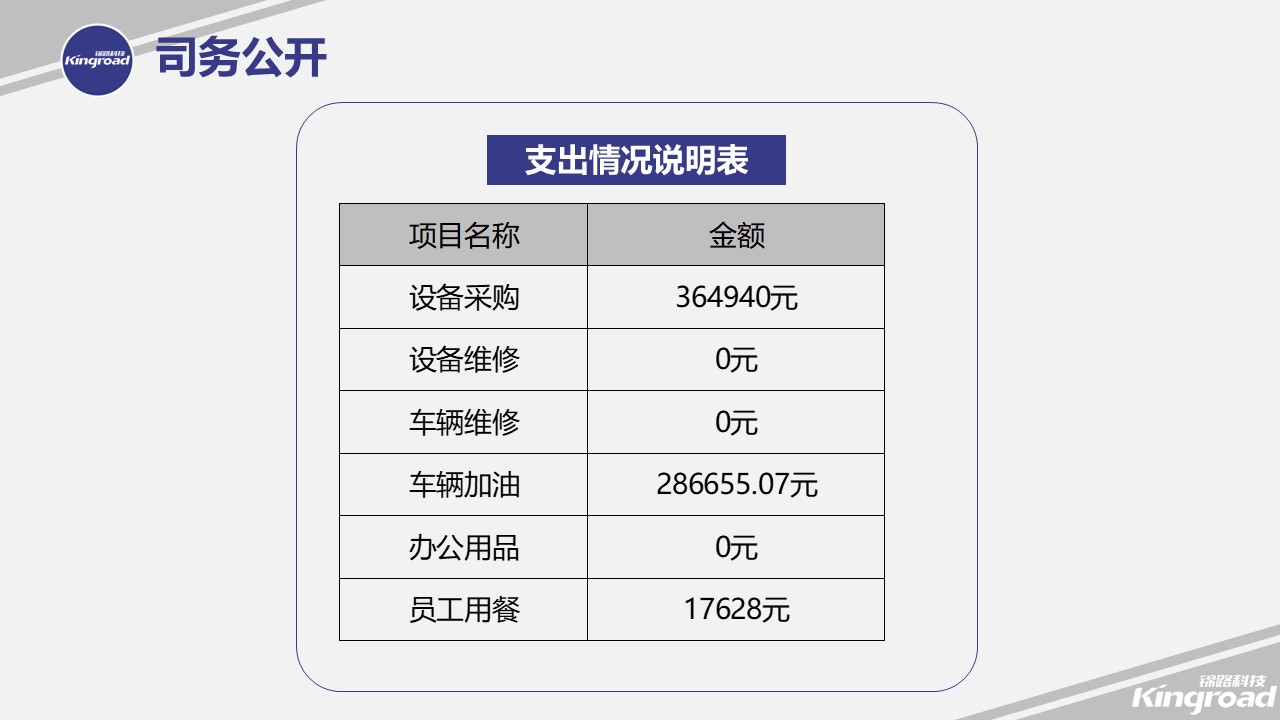 锦路科技
Kingroad
司务公开
支出情况说明表
项目名称 金额
设备采购 364940元
设备维修 0元
车辆维修 0元
车辆加油 286655.07元
办公用品 0元
员工用餐 17628元
锦路科技
Kingroad